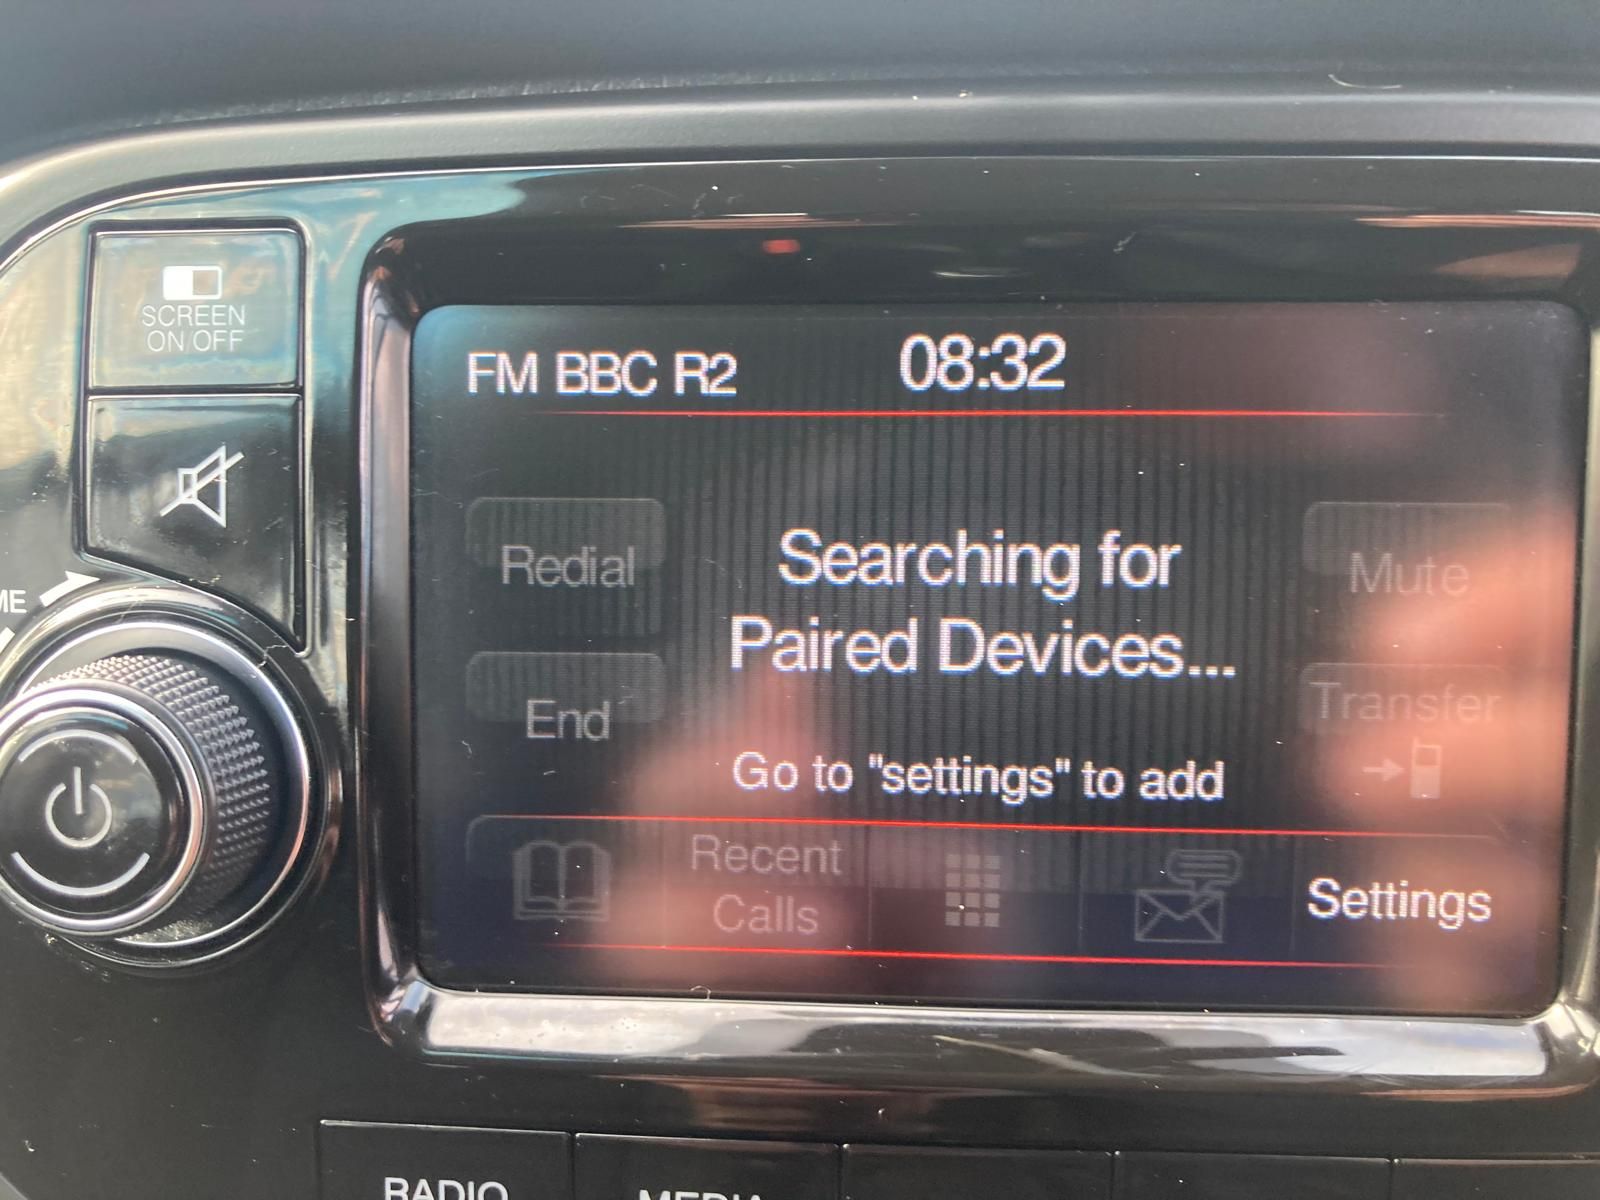 SCREEN
ON/OFF
FM BBC R2
08:32
Redial
Searching for
Paired Devices...
Mute
End
Transfer
Go to "settings" to add
Recent
Calls
Settings
RADIO
MEDIA